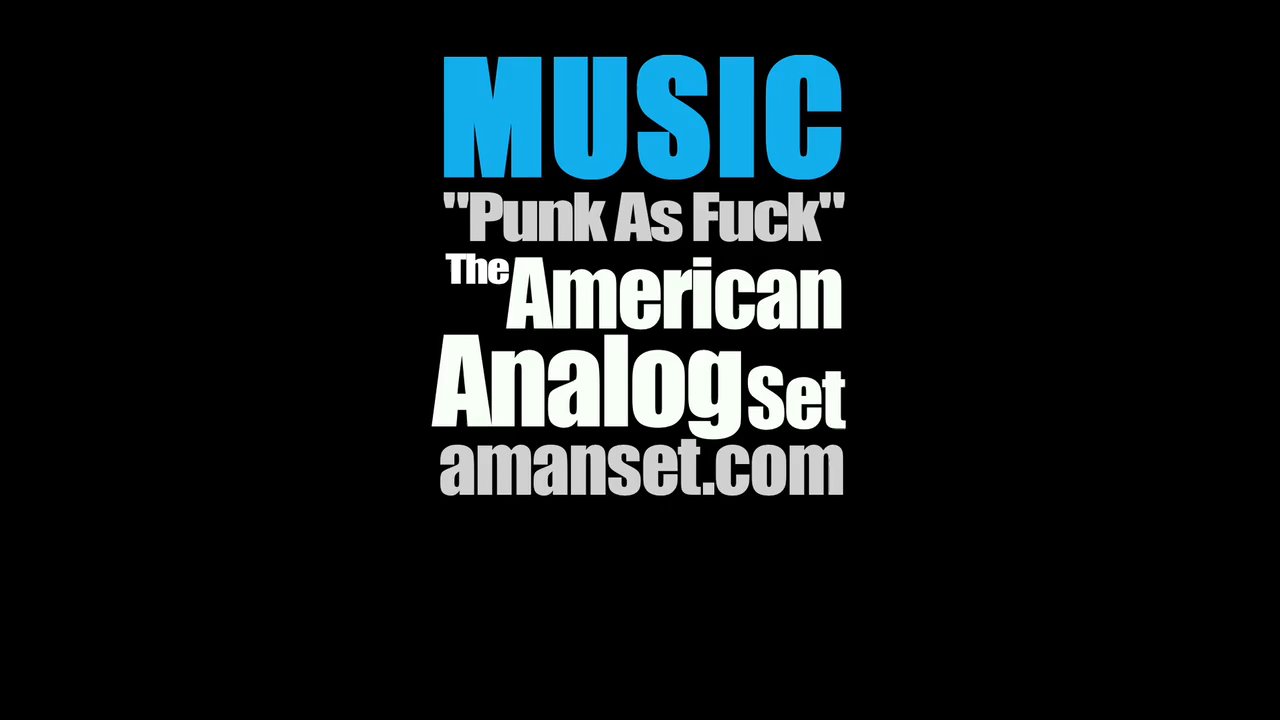 MUSIC
"Punk As Fuck"
The American
Analog Set
amanset.com